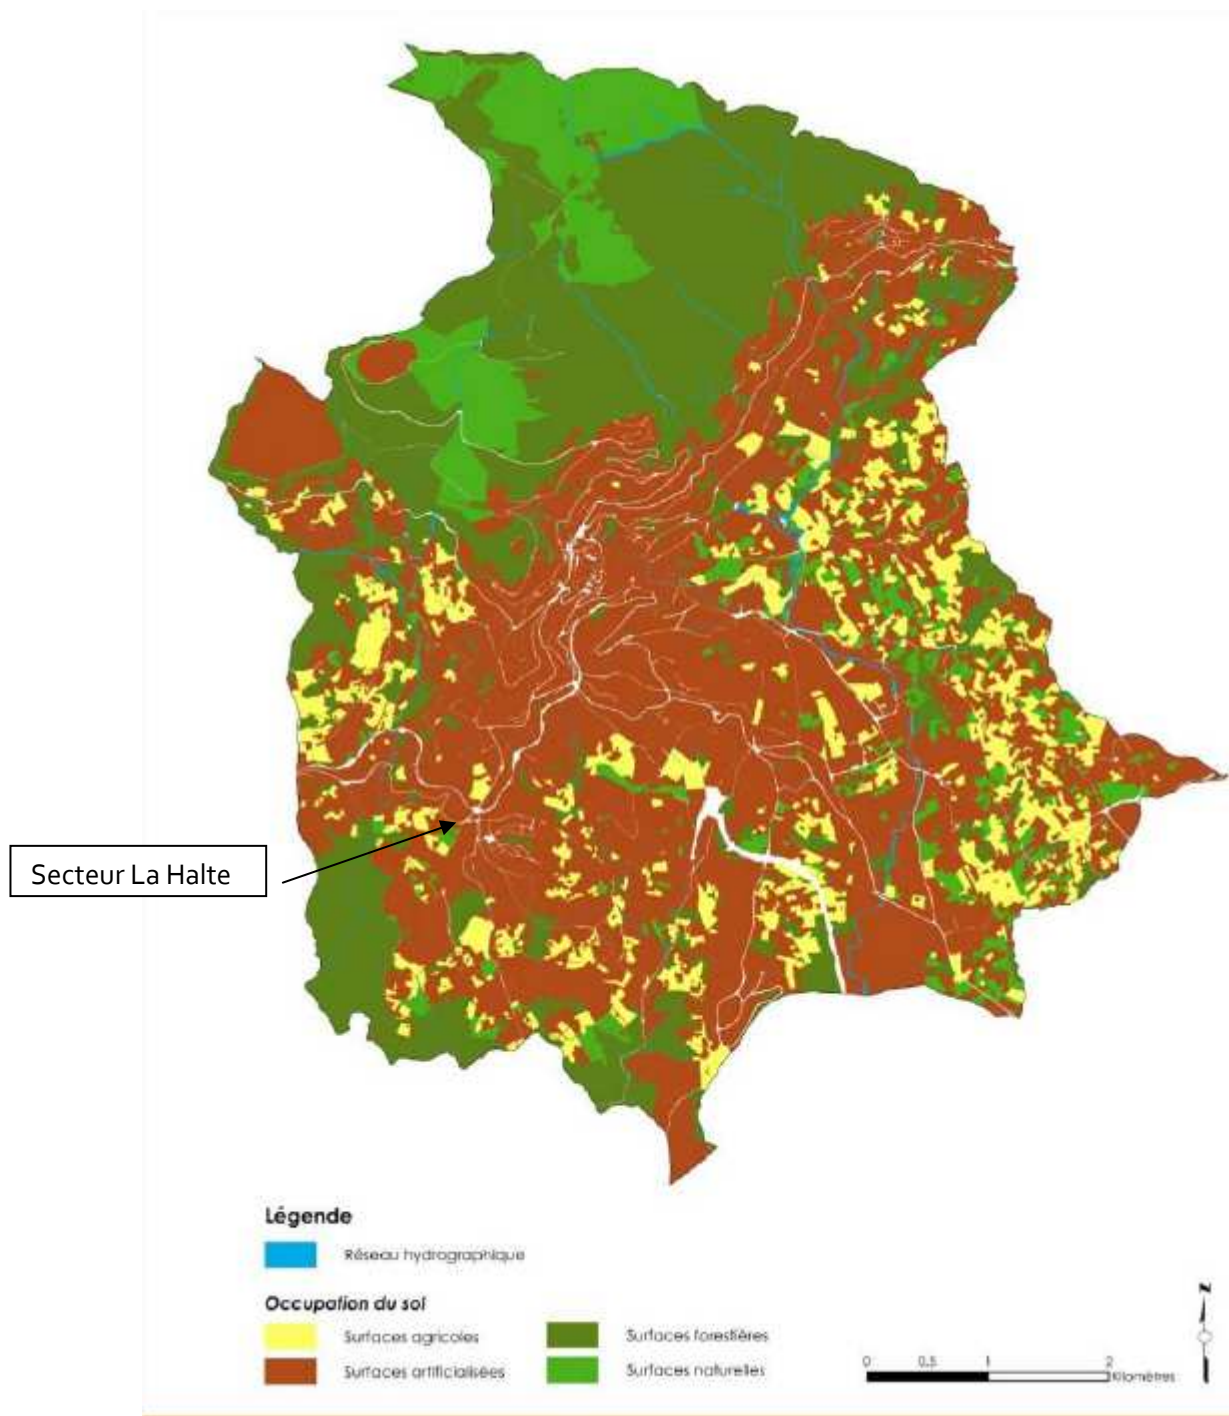 Secteur La Halte
Légende
Réseau hydrographique
Occupation du sol
Surfaces agricoles
Surfaces forestières
Surfaces artificialisées
Surfaces naturelles
N
0 0,5 1 2
Kilomètres